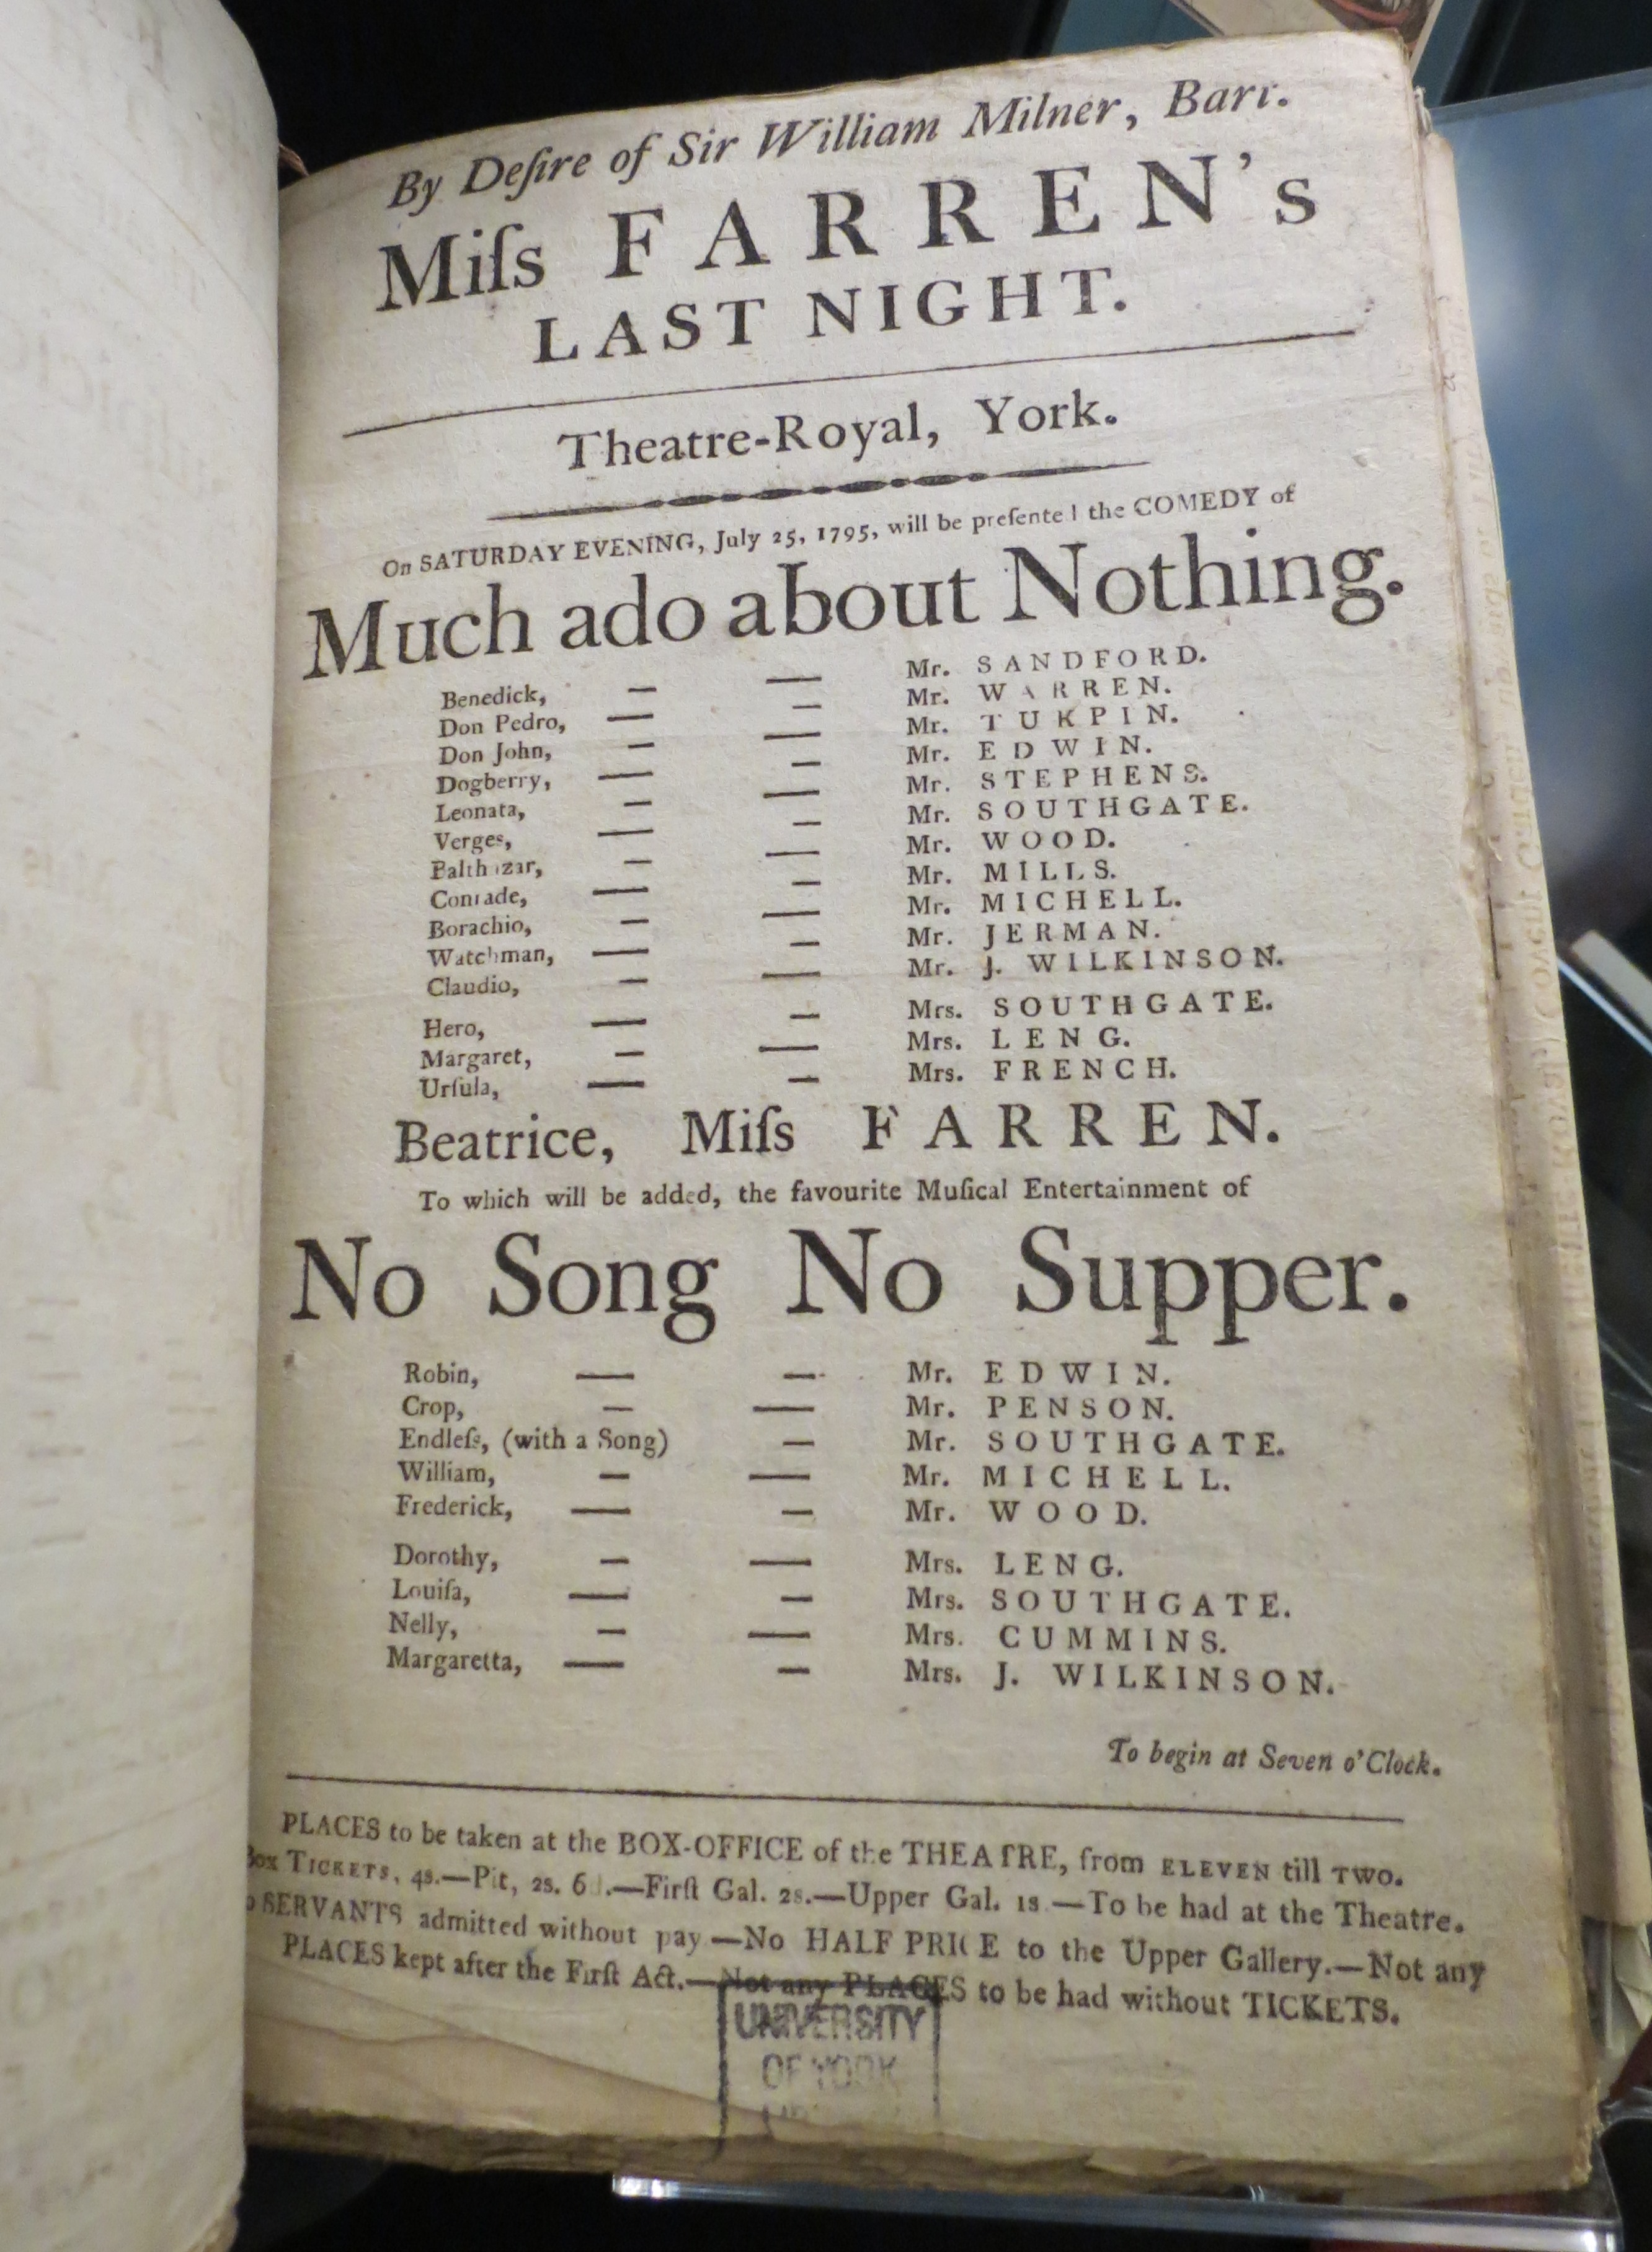 By Deſire of Sir William Milner, Bart.
Miſs FARREN's
LAST NIGHT.
Theatre-Royal, York.
On SATURDAY EVENING, July 25, 1795, will be preſented the COMEDY of
Much ado about Nothing.
Benedick, — — Mr. SANDFORD.
Don Pedro, — — Mr. WARREN.
Don John, — — Mr. TURPIN.
Dogberry, — — Mr. EDWIN.
Leonata, — — Mr. STEPHENS.
Verges, — — Mr. SOUTHGATE.
Balthazar, — — Mr. WOOD.
Conrade, — — Mr. MILLS.
Borachio, — — Mr. MICHELL.
Watchman, — — Mr. JERMAN.
Claudio, — — Mr. J. WILKINSON.
Hero, — — Mrs. SOUTHGATE.
Margaret, — — Mrs. LENG.
Urſula, — — Mrs. FRENCH.
Beatrice, Miſs FARREN.
To which will be added, the favourite Muſical Entertainment of
No Song No Supper.
Robin, — — Mr. EDWIN.
Crop, — — Mr. PENSON.
Endleſs, (with a Song) — Mr. SOUTHGATE.
William, — — Mr. MICHELL.
Frederick, — — Mr. WOOD.
Dorothy, — — Mrs. LENG.
Louiſa, — — Mrs. SOUTHGATE.
Nelly, — — Mrs. CUMMINS.
Margaretta, — — Mrs. J. WILKINSON.
To begin at Seven o'Clock.
PLACES to be taken at the BOX-OFFICE of the THEATRE, from ELEVEN till TWO.
Box TICKETS, 4s.—Pit, 2s. 6d.—Firſt Gal. 2s.—Upper Gal. 1s.—To be had at the Theatre.
SERVANTS admitted without pay.—No HALF PRICE to the Upper Gallery.—Not any
PLACES kept after the Firſt Act.—Not any PLACES to be had without TICKETS.
UNIVERSITY
OF YORK